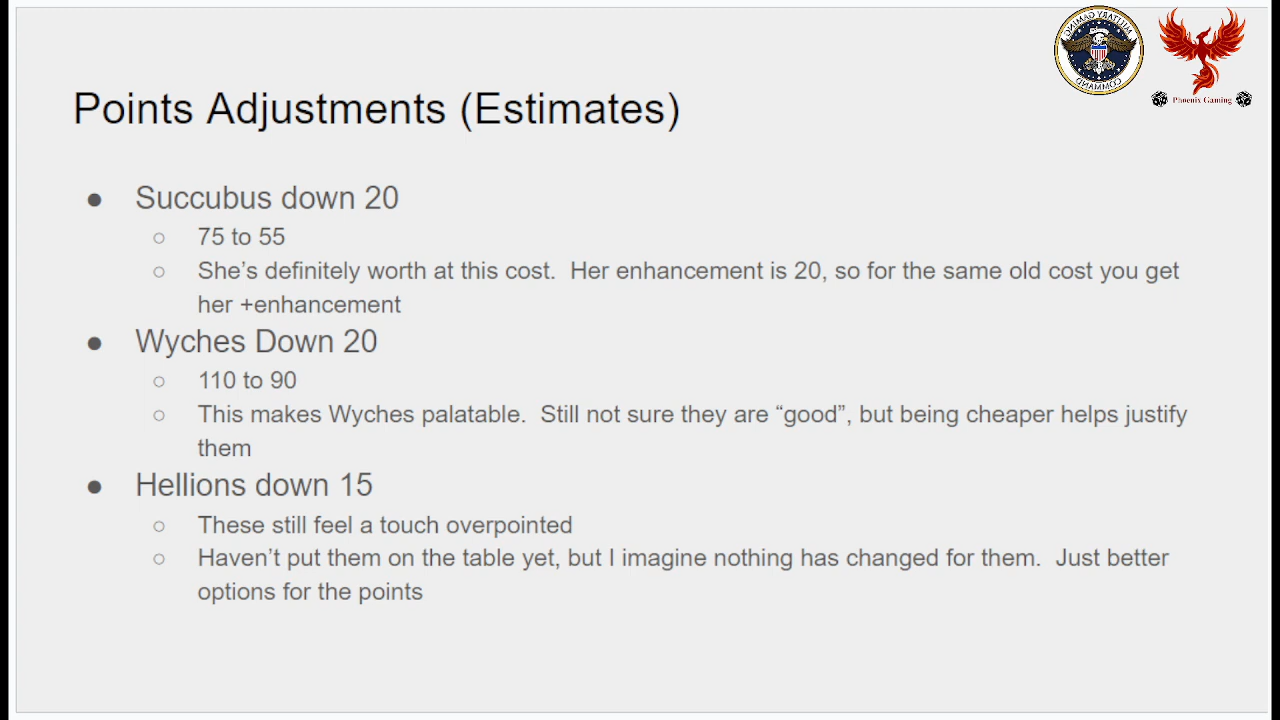 MILITARY GAMING
COMMAND
Phoenix Gaming
Points Adjustments (Estimates)
● Succubus down 20
○ 75 to 55
○ She’s definitely worth at this cost.  Her enhancement is 20, so for the same old cost you get
her +enhancement
● Wyches Down 20
○ 110 to 90
○ This makes Wyches palatable.  Still not sure they are “good”, but being cheaper helps justify
them
● Hellions down 15
○ These still feel a touch overpointed
○ Haven’t put them on the table yet, but I imagine nothing has changed for them.  Just better
options for the points